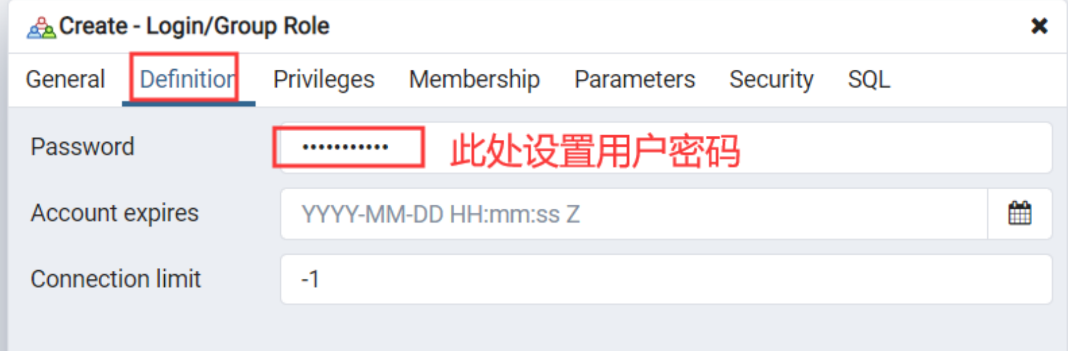 Create - Login/Group Role
General Definition Privileges Membership Parameters Security SQL
Password ••••••••••• 此处设置用户密码
Account expires YYYY-MM-DD HH:mm:ss Z
Connection limit -1